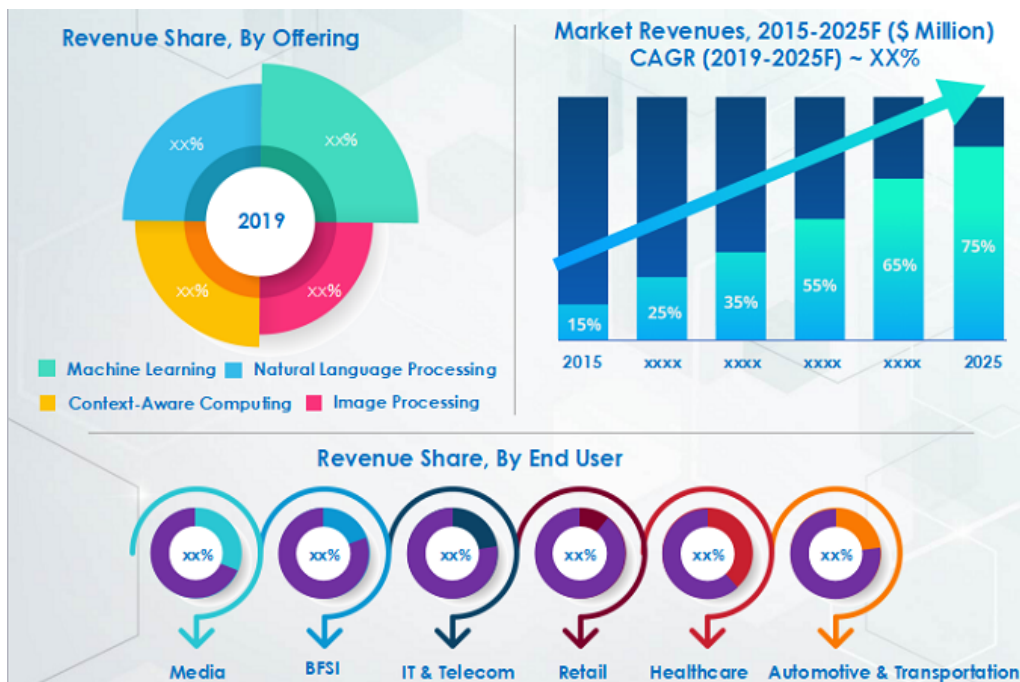 Revenue Share, By Offering
xx%
xx%
2019
xx%
xx%
Machine Learning
Natural Language Processing
Context-Aware Computing
Image Processing
Market Revenues, 2015-2025F ($ Million)
CAGR (2019-2025F) ~ XX%
15%
25%
35%
55%
65%
75%
2015 xxxx xxxx xxxx xxxx 2025
Revenue Share, By End User
xx% xx% xx% xx% xx% xx%
Media BFSI IT & Telecom Retail Healthcare Automotive & Transportation